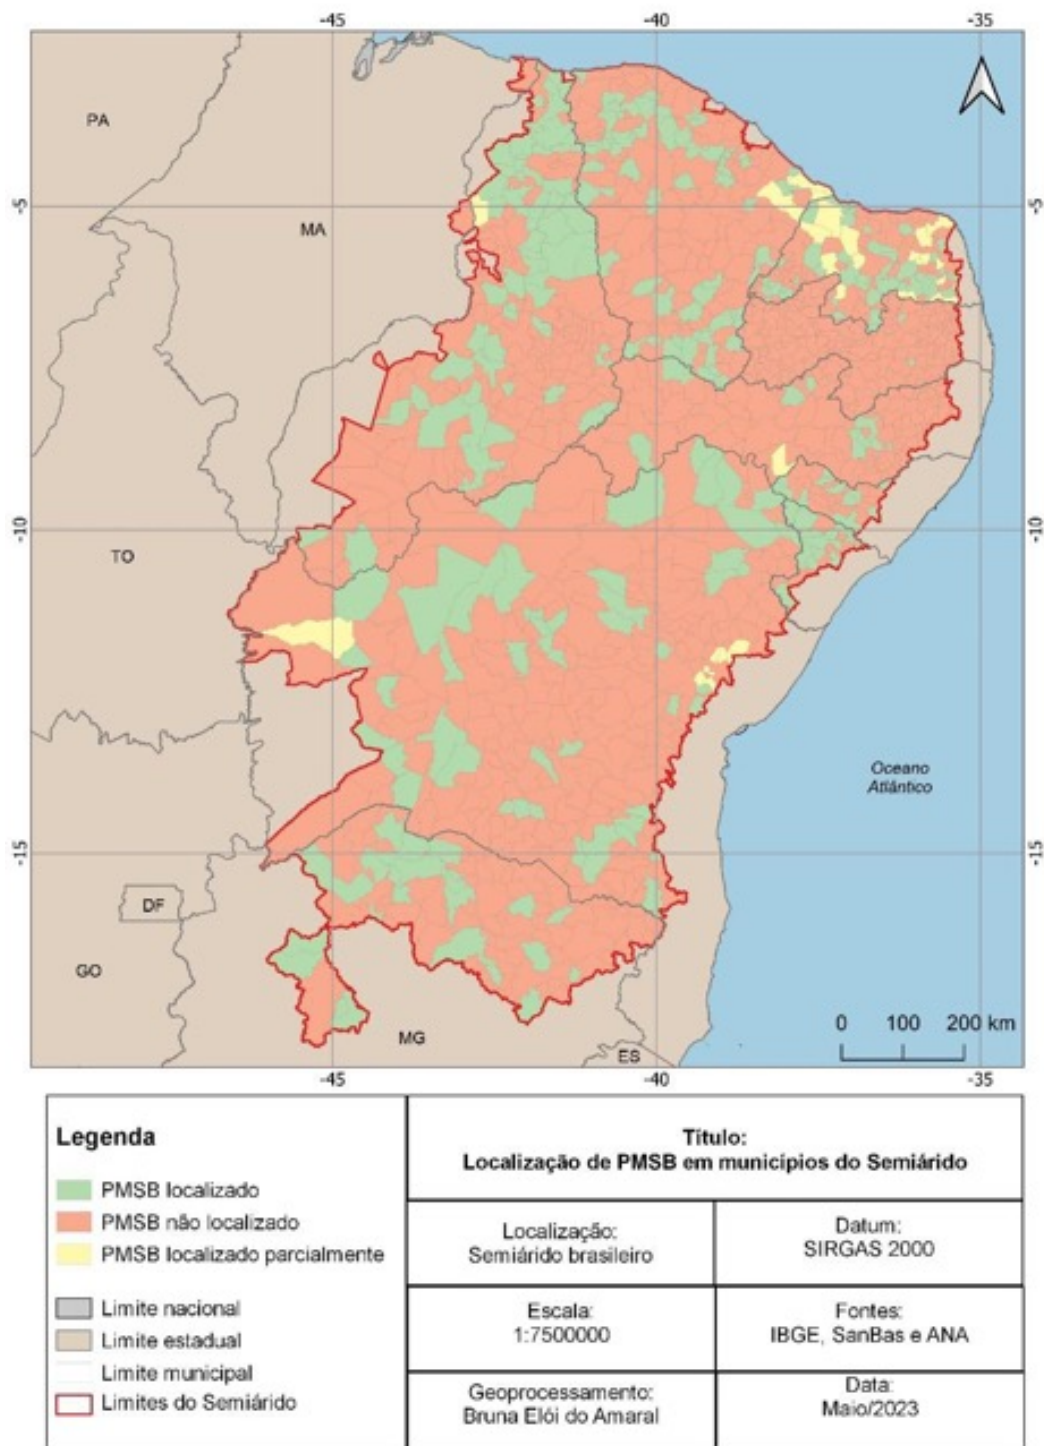 -45 -40 -35
PA
-5 -5
MA
-10 -10
TO
Oceano
Atlântico
-15 -15
DF
GO
0 100 200 km
MG
ES
-45 -40 -35
Legenda
PMSB localizado
PMSB não localizado
PMSB localizado parcialmente
Limite nacional
Limite estadual
Limite municipal
Limites do Semiárido
Título:
Localização de PMSB em municípios do Semiárido
Localização:
Semiárido brasileiro
Datum:
SIRGAS 2000
Escala:
1:7500000
Fontes:
IBGE, SanBas e ANA
Geoprocessamento:
Bruna Elói do Amaral
Data:
Maio/2023